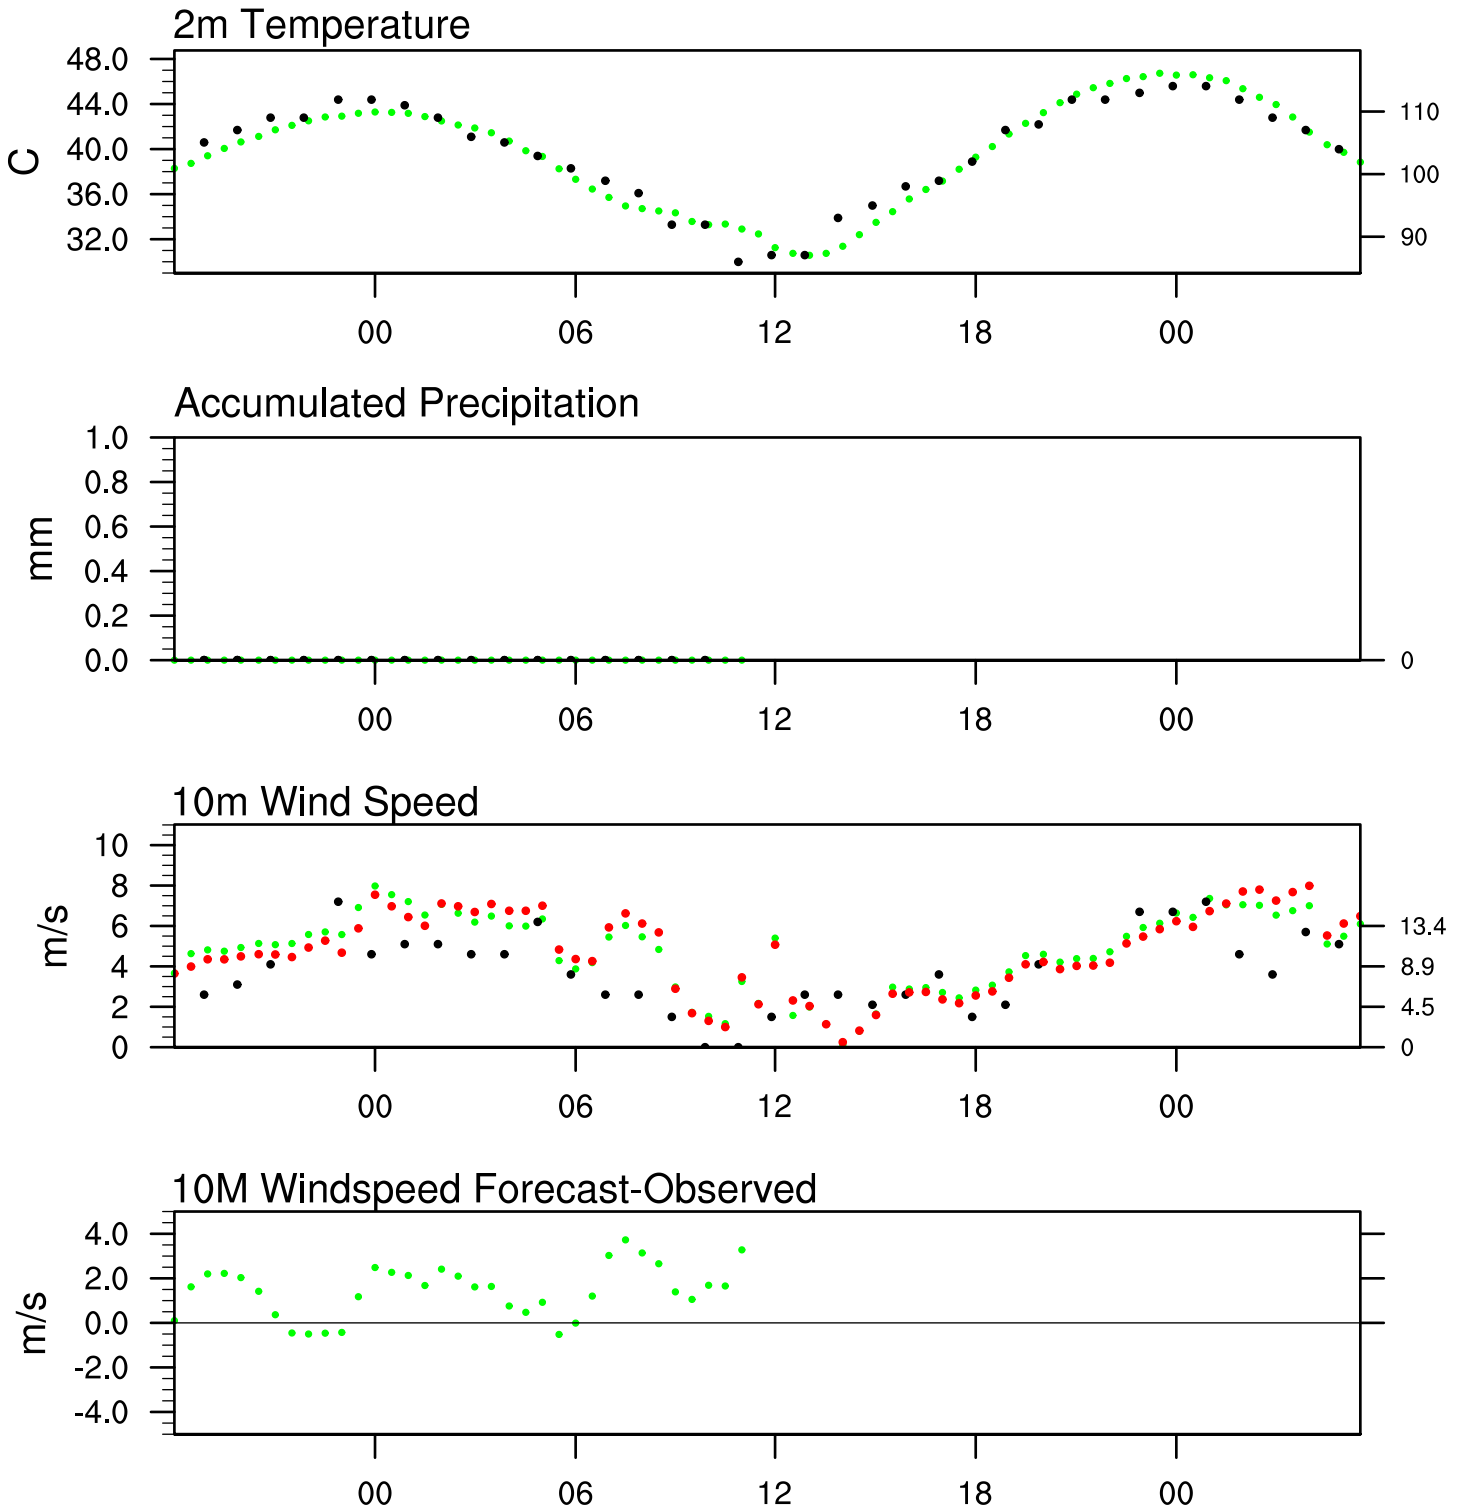 2m Temperature
48.0
44.0
40.0
36.0
32.0
C
110
100
90
00 06 12 18 00
Accumulated Precipitation
1.0
0.8
0.6
0.4
0.2
0.0
mm
0
00 06 12 18 00
10m Wind Speed
10
8
6
4
2
0
m/s
13.4
8.9
4.5
0
00 06 12 18 00
10M Windspeed Forecast-Observed
4.0
2.0
0.0
-2.0
-4.0
m/s
00 06 12 18 00